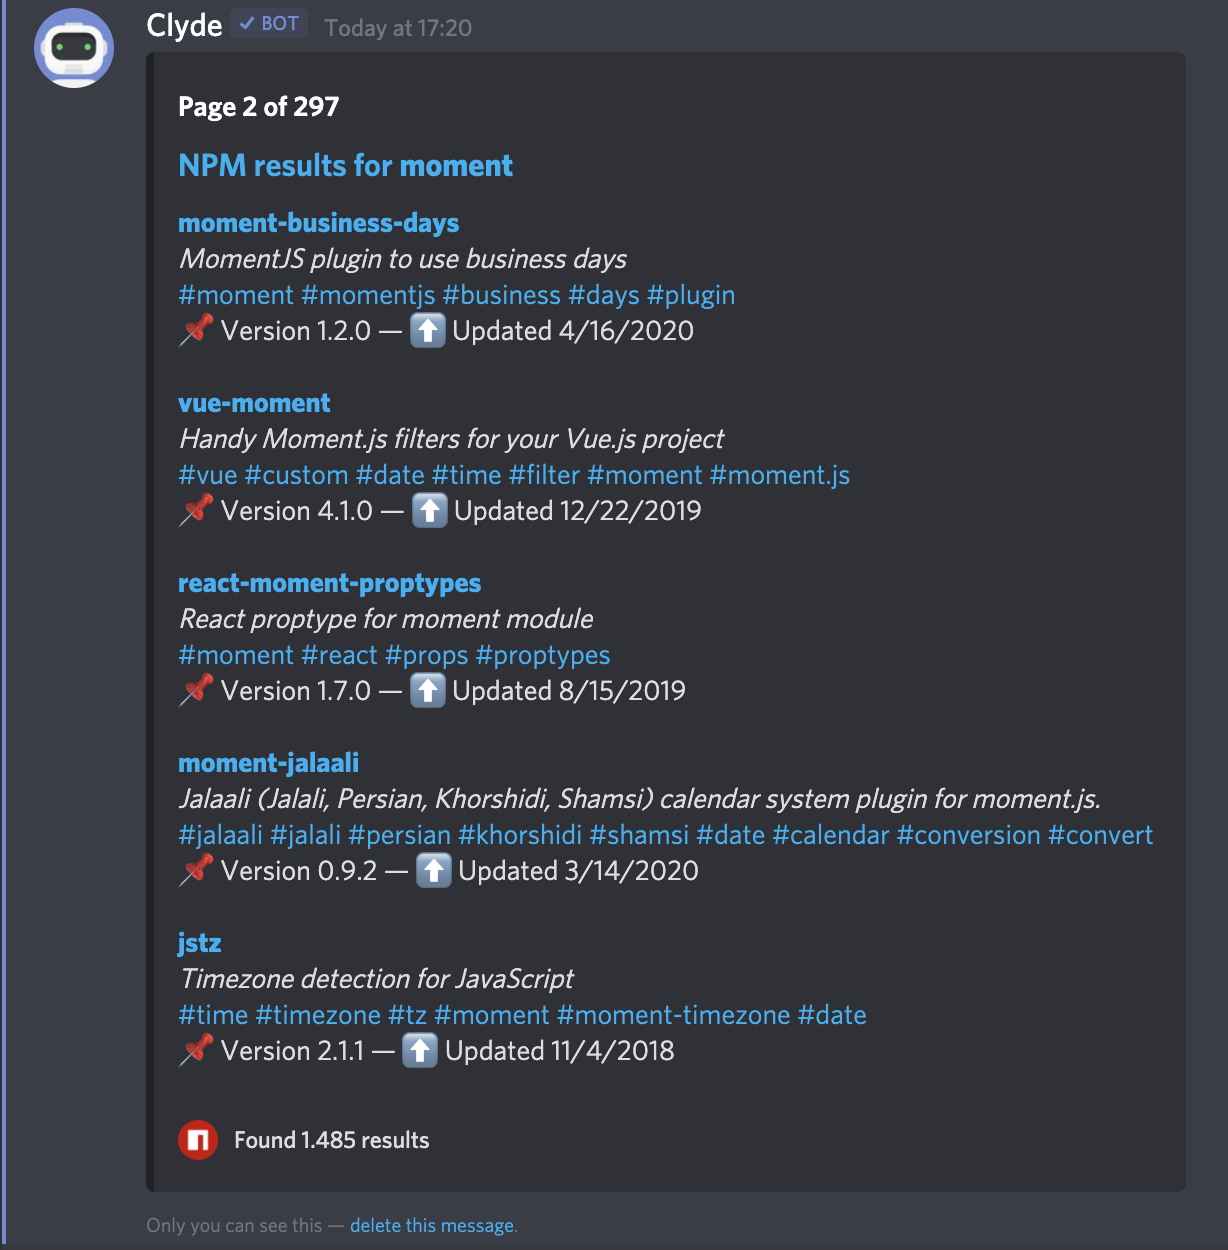 Clyde ✓ BOT Today at 17:20
Page 2 of 297
NPM results for moment
moment-business-days
MomentJS plugin to use business days
#moment #momentjs #business #days #plugin
📌 Version 1.2.0 — ⬆️ Updated 4/16/2020
vue-moment
Handy Moment.js filters for your Vue.js project
#vue #custom #date #time #filter #moment #moment.js
📌 Version 4.1.0 — ⬆️ Updated 12/22/2019
react-moment-proptypes
React proptype for moment module
#moment #react #props #proptypes
📌 Version 1.7.0 — ⬆️ Updated 8/15/2019
moment-jalaali
Jalaali (Jalali, Persian, Khorshidi, Shamsi) calendar system plugin for moment.js.
#jalaali #jalali #persian #khorshidi #shamsi #date #calendar #conversion #convert
📌 Version 0.9.2 — ⬆️ Updated 3/14/2020
jstz
Timezone detection for JavaScript
#time #timezone #tz #moment #moment-timezone #date
📌 Version 2.1.1 — ⬆️ Updated 11/4/2018
Found 1.485 results
Only you can see this — delete this message.